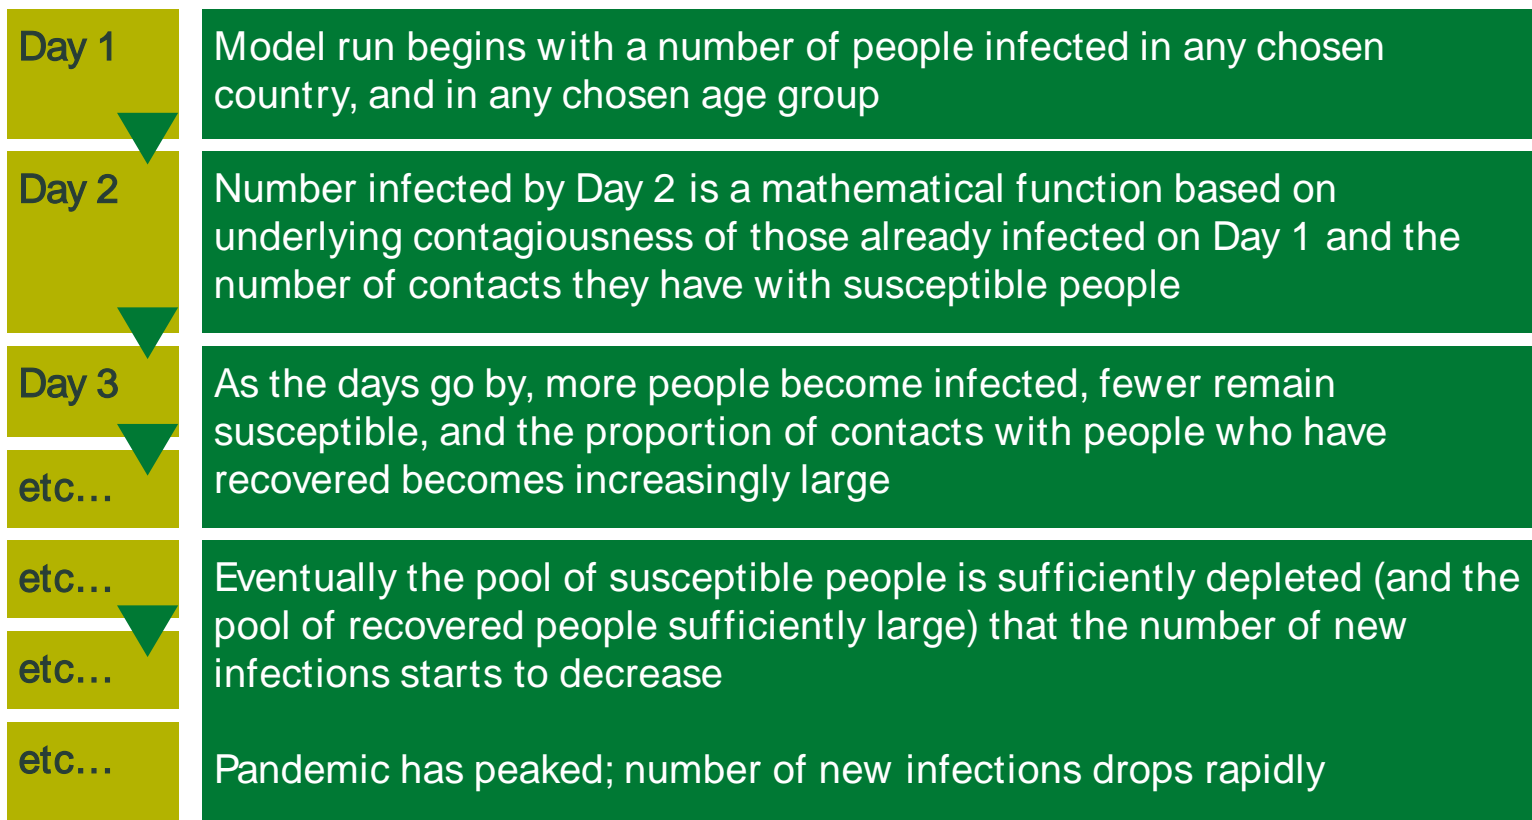 Day 1
Model run begins with a number of people infected in any chosen
country, and in any chosen age group
Day 2
Number infected by Day 2 is a mathematical function based on
underlying contagiousness of those already infected on Day 1 and the
number of contacts they have with susceptible people
Day 3
As the days go by, more people become infected, fewer remain
susceptible, and the proportion of contacts with people who have
recovered becomes increasingly large
etc...
etc...
Eventually the pool of susceptible people is sufficiently depleted (and the
pool of recovered people sufficiently large) that the number of new
infections starts to decrease
etc...
etc...
Pandemic has peaked; number of new infections drops rapidly